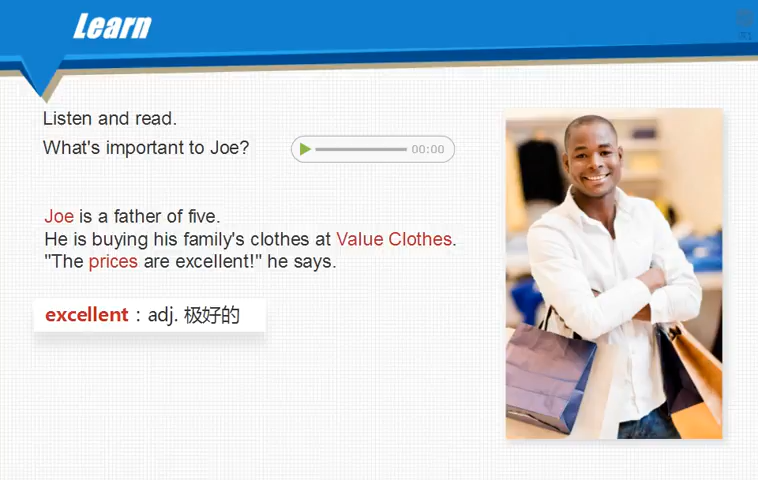 Learn
Listen and read.
What's important to Joe?
00:00
Joe is a father of five.
He is buying his family's clothes at Value Clothes.
"The prices are excellent!" he says.
excellent：adj. 极好的